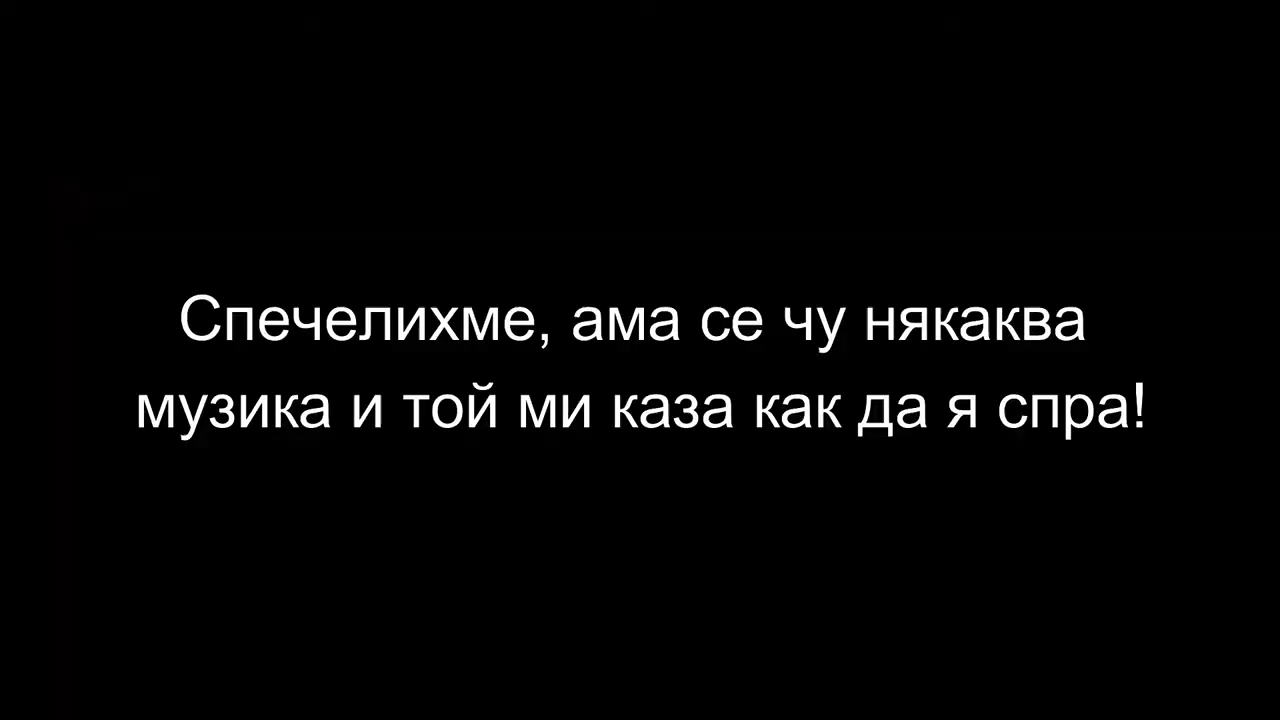 Спечелихме, ама се чу някаква
музика и той ми каза как да я спра!